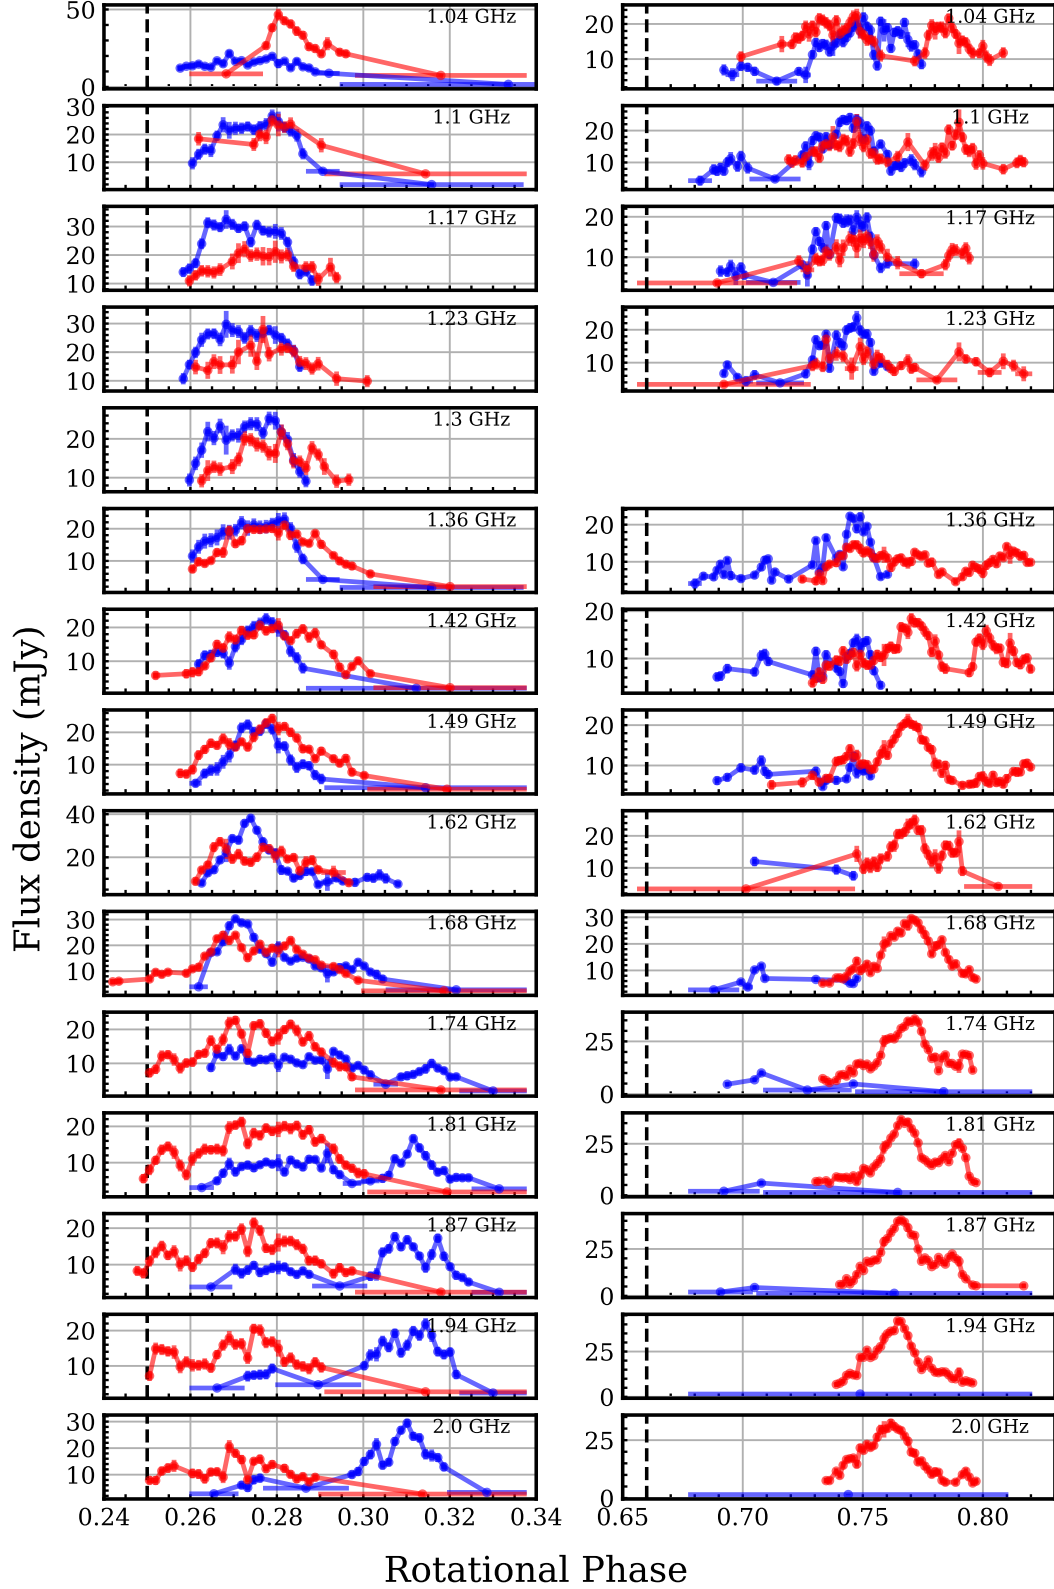 50
0
1.04 GHz
20
10
1.04 GHz
30
20
10
1.1 GHz
20
10
1.1 GHz
30
20
10
1.17 GHz
20
10
1.17 GHz
30
20
10
1.23 GHz
20
10
1.23 GHz
20
10
1.3 GHz
20
10
1.36 GHz
20
10
1.36 GHz
20
10
1.42 GHz
20
10
1.42 GHz
20
10
1.49 GHz
20
10
1.49 GHz
40
20
1.62 GHz
20
10
1.62 GHz
30
20
10
1.68 GHz
30
20
10
1.68 GHz
20
10
1.74 GHz
25
0
1.74 GHz
20
10
1.81 GHz
25
0
1.81 GHz
20
10
1.87 GHz
25
0
1.87 GHz
20
10
1.94 GHz
25
0
1.94 GHz
30
20
10
2.0 GHz
25
0
2.0 GHz
0.24 0.26 0.28 0.30 0.32 0.34
0.65 0.70 0.75 0.80
Flux density (mJy)
Rotational Phase